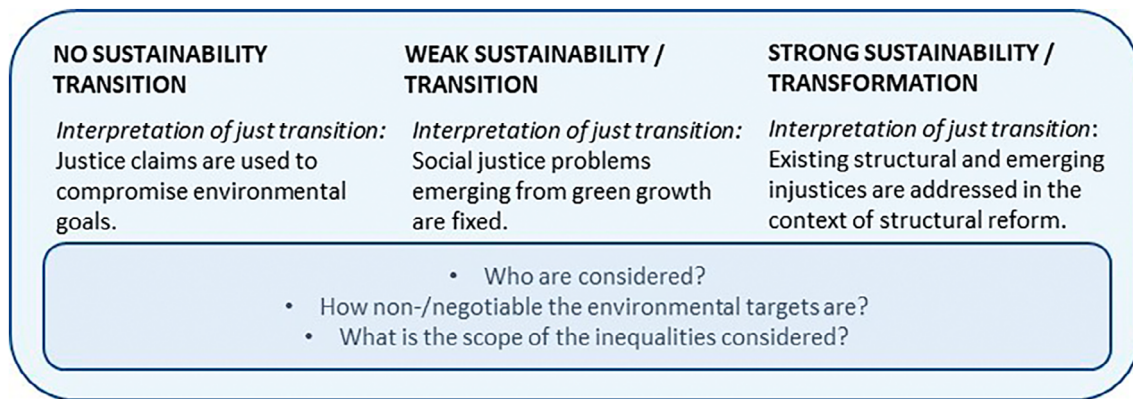 NO SUSTAINABILITY
TRANSITION
Interpretation of just transition:
Justice claims are used to
compromise environmental
goals.
WEAK SUSTAINABILITY /
TRANSITION
Interpretation of just transition:
Social justice problems
emerging from green growth
are fixed.
STRONG SUSTAINABILITY /
TRANSFORMATION
Interpretation of just transition:
Existing structural and emerging
injustices are addressed in the
context of structural reform.
• Who are considered?
• How non-/negotiable the environmental targets are?
• What is the scope of the inequalities considered?